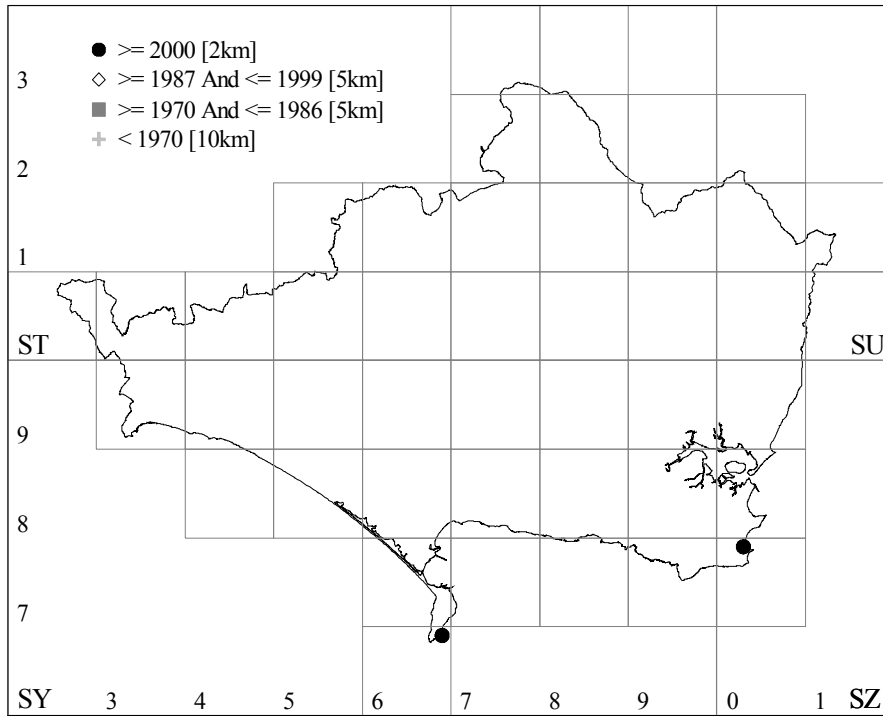 >= 2000 [2km]
3
>= 1987 And <= 1999 [5km]
>= 1970 And <= 1986 [5km]
< 1970 [10km]
2
1
ST SU
9
8
7
SY 3 4 5 6 7 8 9 0 1 SZ